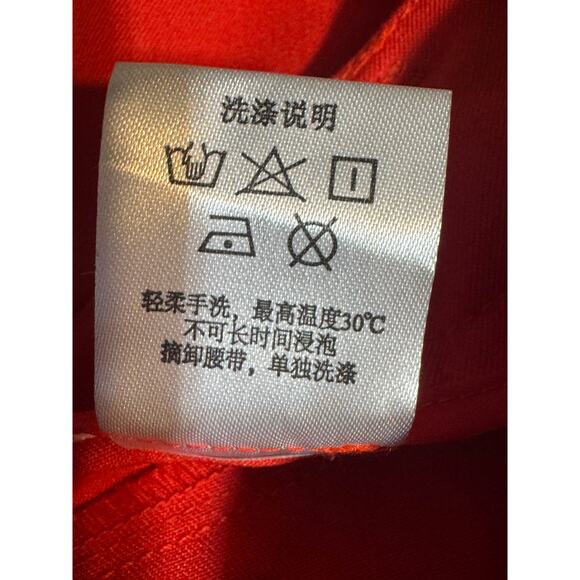 洗涤说明
轻柔手洗，最高温度30℃
不可长时间浸泡
摘卸腰带，单独洗涤